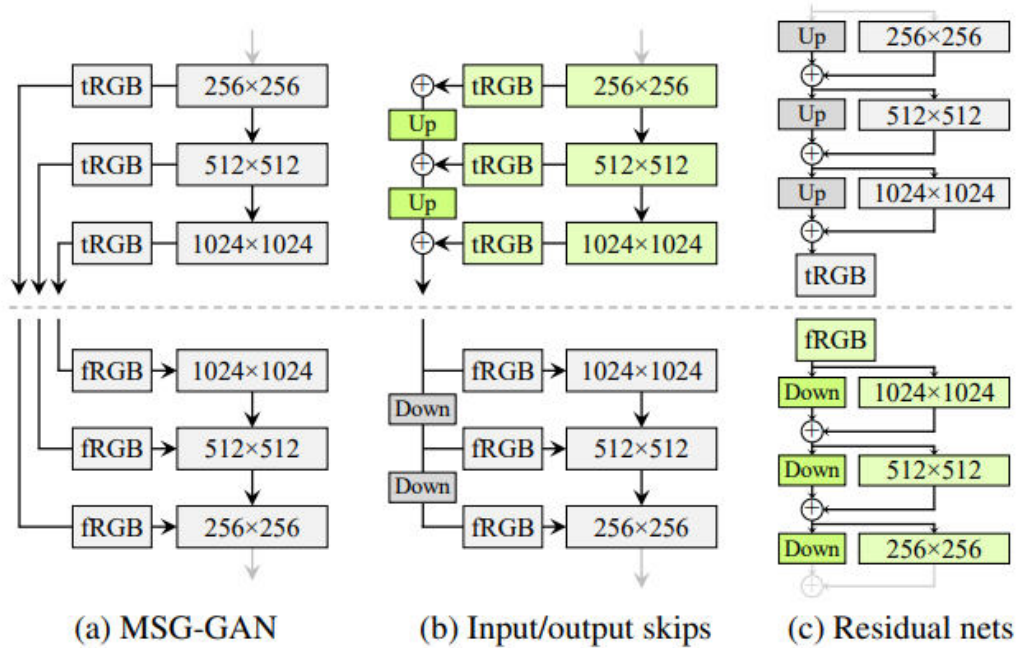 tRGB 256×256
tRGB 512×512
tRGB 1024×1024
fRGB 1024×1024
fRGB 512×512
fRGB 256×256
(a) MSG-GAN
tRGB 256×256
Up
tRGB 512×512
Up
tRGB 1024×1024
fRGB 1024×1024
Down
fRGB 512×512
Down
fRGB 256×256
(b) Input/output skips
Up 256×256
Up 512×512
Up 1024×1024
tRGB
fRGB
Down 1024×1024
Down 512×512
Down 256×256
(c) Residual nets